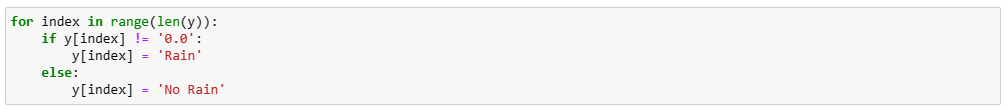 for index in range(len(y)):
    if y[index] != '0.0':
        y[index] = 'Rain'
    else:
        y[index] = 'No Rain'